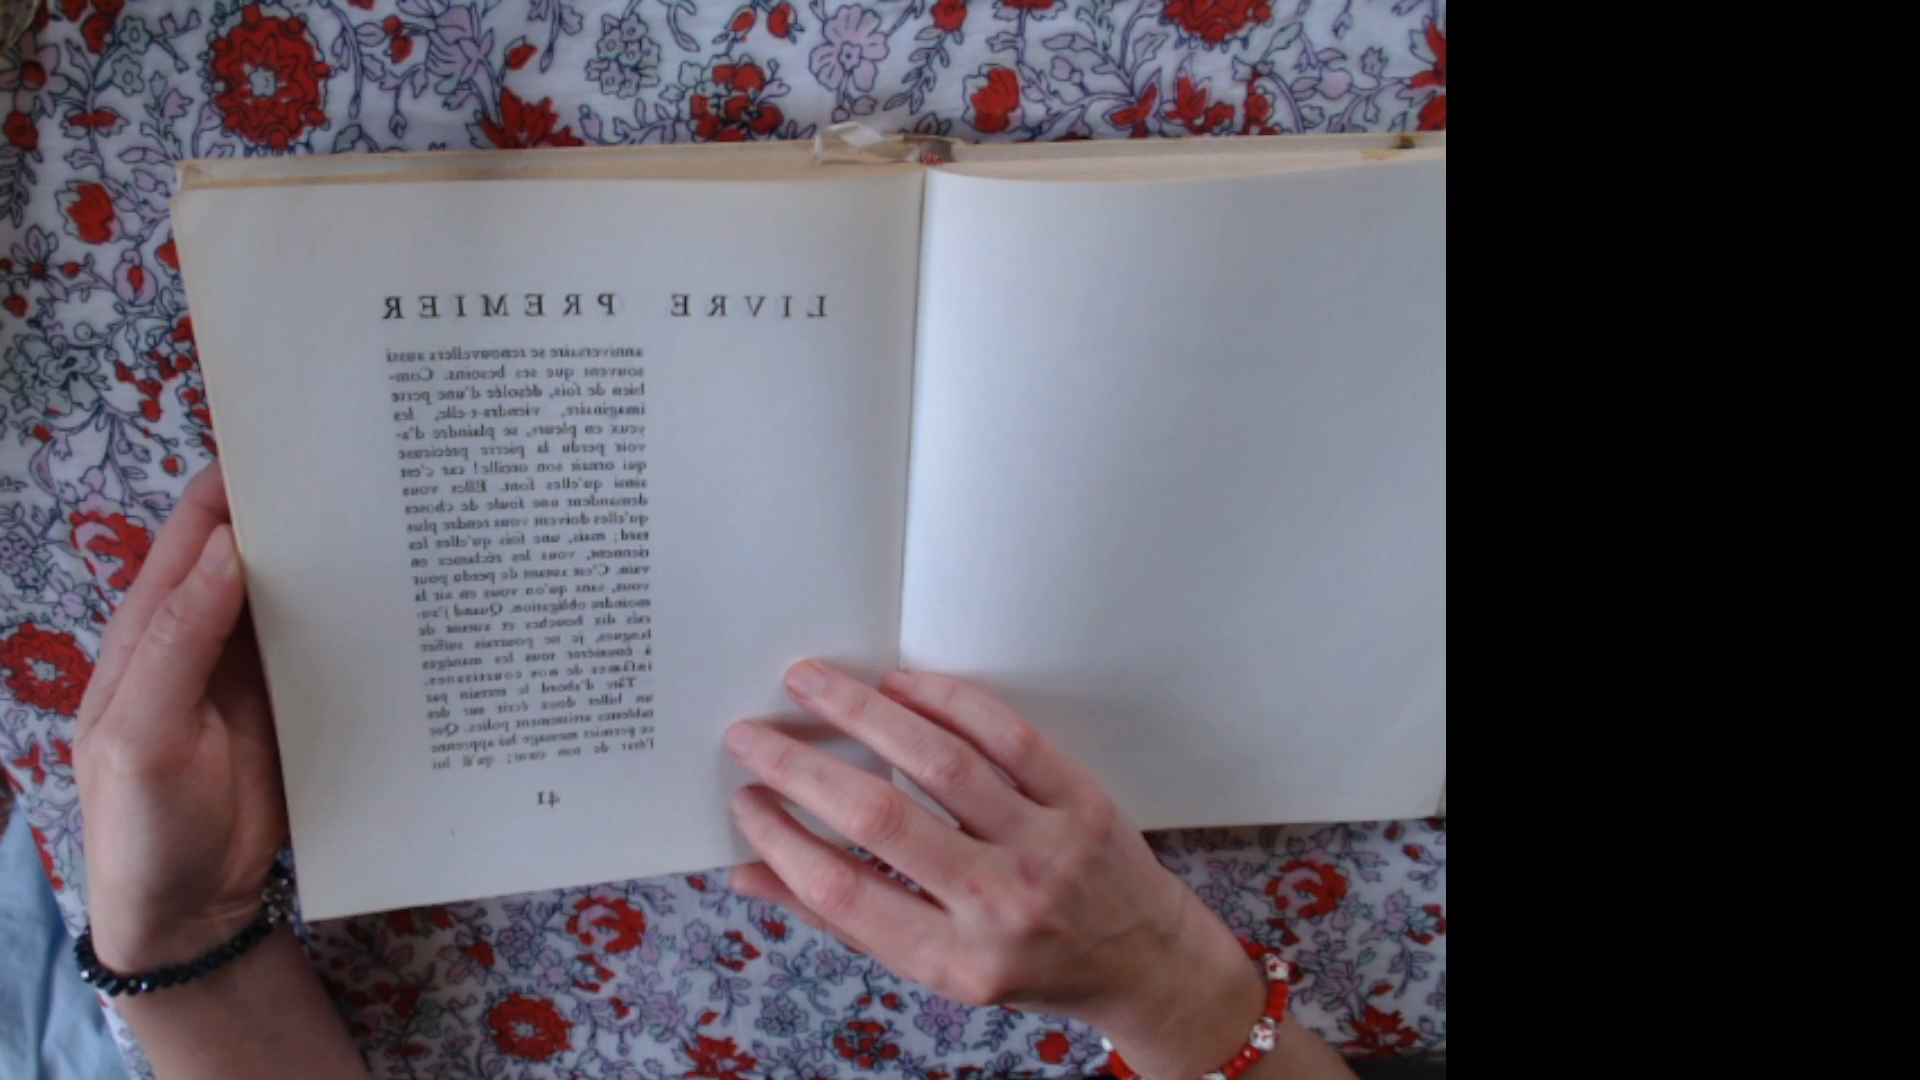 LIVRE PREMIER
anniversaire se renouvellera aussi
souvent que ses besoins. Com-
bien de fois, désolée d'une perte
imaginaire, viendra-t-elle, les
yeux en pleurs, se plaindre d'a-
voir perdu la pierre précieuse
qui ornait son oreille! car c'est
ainsi qu'elles font. Elles vous
demandent une foule de choses
qu'elles doivent vous rendre plus
tard; mais, une fois qu'elles les
tiennent, vous les réclamez en
vain. C'est autant de perdu pour
vous, sans qu'on vous en ait la
moindre obligation. Quand j'au-
rais dix bouches et autant de
langues, je ne pourrais suffire
à énumérer tous les manèges
infâmes de nos courtisanes.
Tâte d'abord le terrain par
un billet doux écrit sur des
tablettes artistement polies. Que
ce premier message lui apprenne
l'état de ton cœur; qu'il lui
41